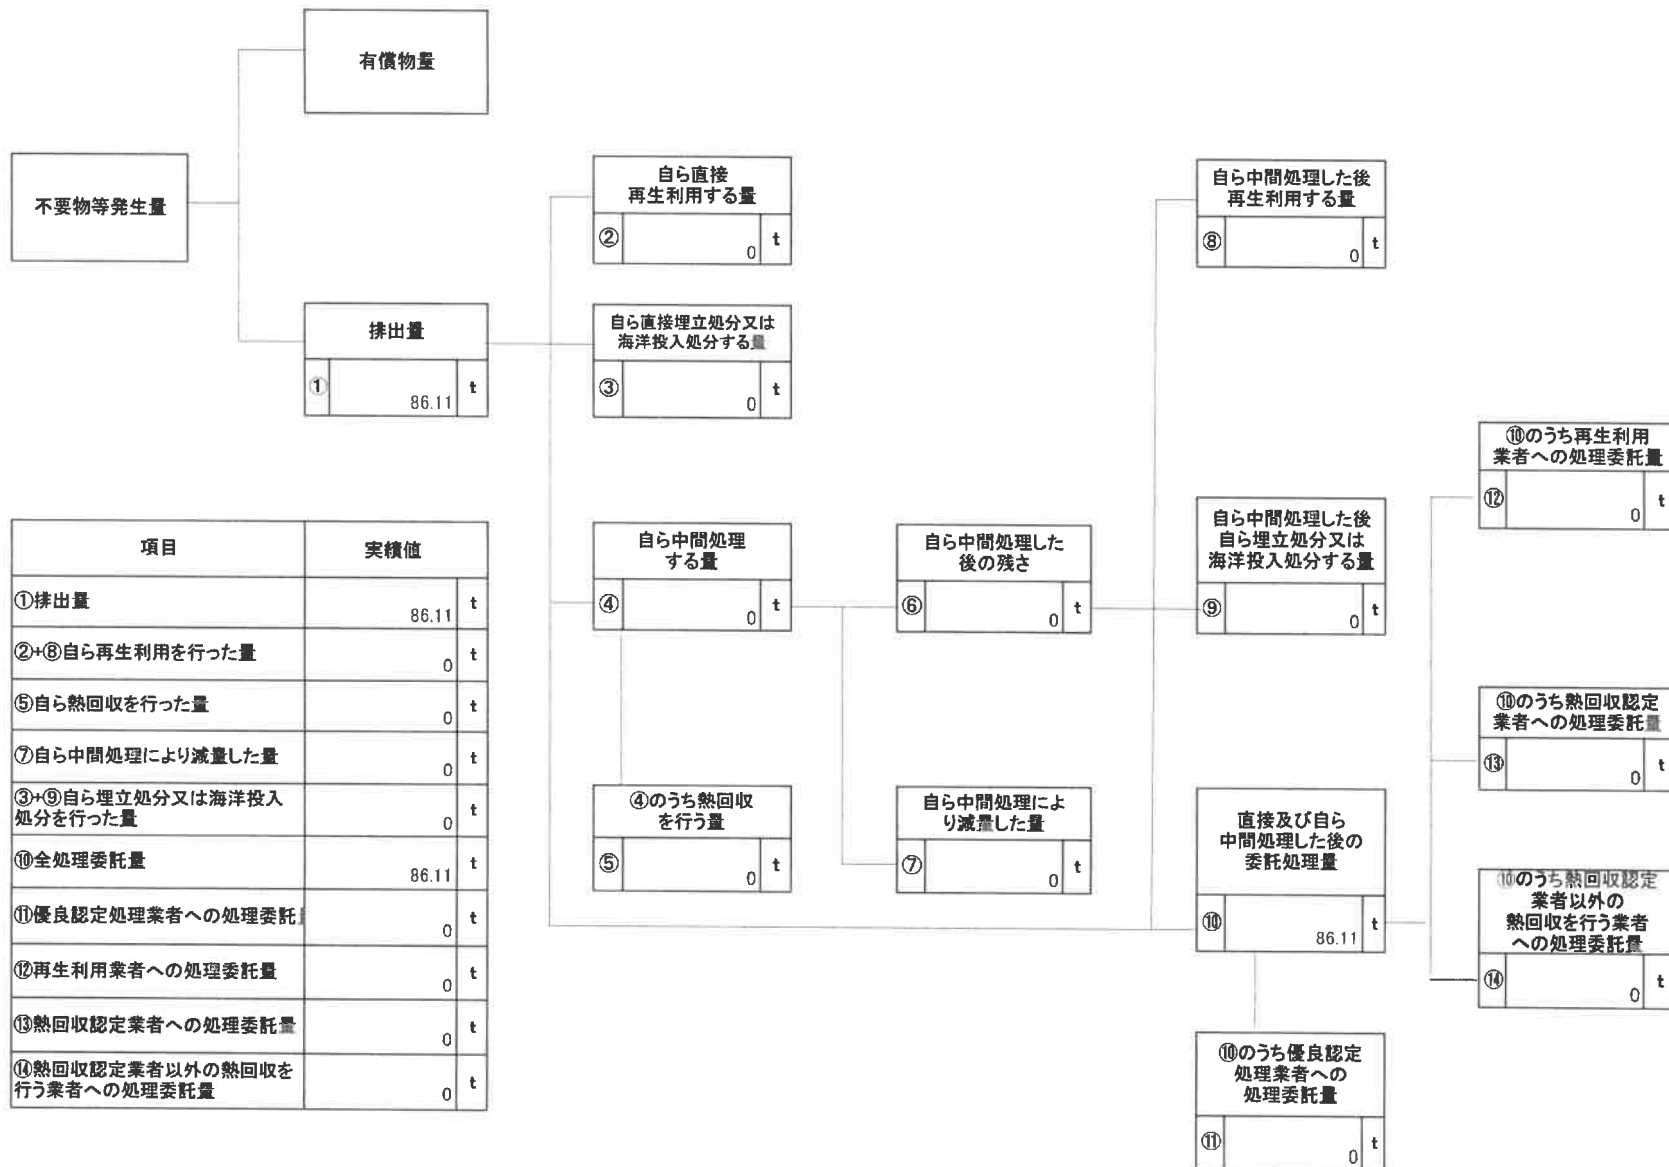 有償物量
不要物等発生量
排出量
① 86.11 t
自ら直接
再生利用する量
② 0 t
自ら直接埋立処分又は
海洋投入処分する量
③ 0 t
自ら中間処理
する量
④ 0 t
④のうち熱回収
を行う量
⑤ 0 t
自ら中間処理した
後の残さ
⑥ 0 t
自ら中間処理によ
り減量した量
⑦ 0 t
自ら中間処理した後
再生利用する量
⑧ 0 t
自ら中間処理した後
自ら埋立処分又は
海洋投入処分する量
⑨ 0 t
直接及び自ら
中間処理した後の
委託処理量
⑩ 86.11 t
⑩のうち優良認定
処理業者への
処理委託量
⑪ 0 t
⑩のうち再生利用
業者への処理委託量
⑫ 0 t
⑩のうち熱回収認定
業者への処理委託量
⑬ 0 t
⑩のうち熱回収認定
業者以外の
熱回収を行う業者
への処理委託量
⑭ 0 t
項目 実績値
①排出量 86.11 t
②+⑧自ら再生利用を行った量 0 t
⑤自ら熱回収を行った量 0 t
⑦自ら中間処理により減量した量 0 t
③+⑨自ら埋立処分又は海洋投入
処分を行った量 0 t
⑩全処理委託量 86.11 t
⑪優良認定処理業者への処理委託 0 t
⑫再生利用業者への処理委託量 0 t
⑬熱回収認定業者への処理委託量 0 t
⑭熱回収認定業者以外の熱回収を
行う業者への処理委託量 0 t